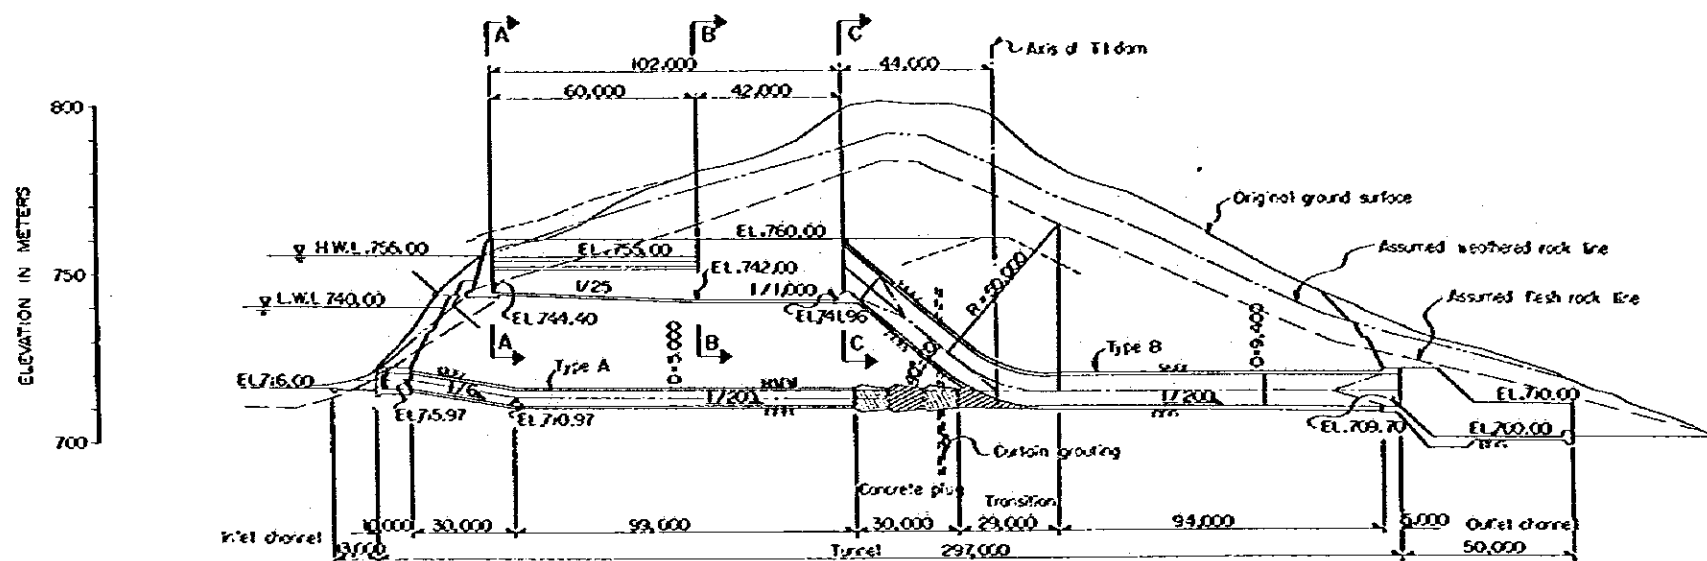 A
B
C
Axis of Fill dam
102,000
44,000
60,000
42,000
800
ELEVATION IN METERS
Original ground surface
H.W.L. 755.00
EL.755.00
EL.760.00
Assumed weathered rock line
750
EL.742.00
1/25
1/1,000
R=50,000
L.W.L 740.00
EL.744.40
EL.741.96
Assumed fresh rock line
A
B
C
Type A
Type B
EL.716.00
1/6
1/200
1/200
EL.715.97
EL.710.97
EL.709.70
EL.710.00
EL.700.00
700
Curtain grouting
Concrete plug
Transition
10,000
30,000
99,000
30,000
29,000
94,000
5,000
Outlet channel
Inlet channel
13,000
Tunnel
297,000
50,000